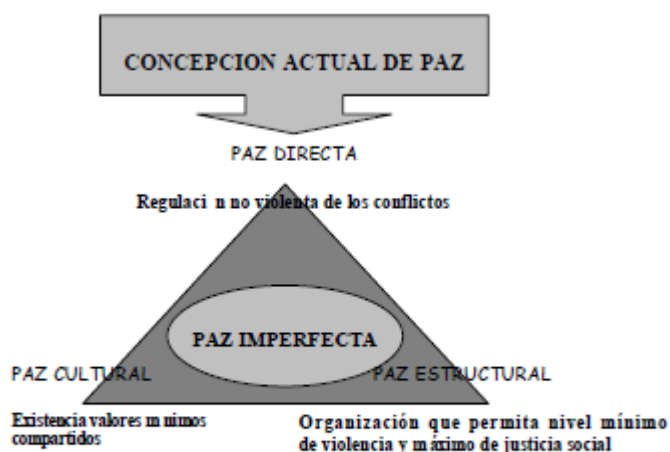 CONCEPCION ACTUAL DE PAZ
PAZ DIRECTA
Regulaci n no violenta de los conflictos
PAZ IMPERFECTA
PAZ CULTURAL
PAZ ESTRUCTURAL
Existencia valores m nimos
compartidos
Organización que permita nivel mínimo
de violencia y máximo de justicia social